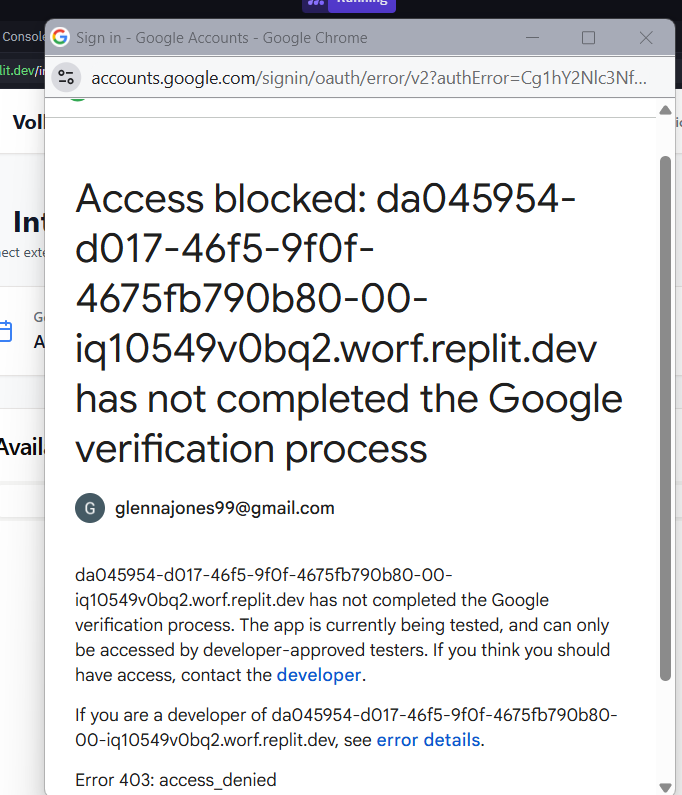 Running
Console
Sign in - Google Accounts - Google Chrome
lit.dev/in
accounts.google.com/signin/oauth/error/v2?authError=Cg1hY2Nlc3Nf...
Access blocked: da045954-
d017-46f5-9f0f-
4675fb790b80-00-
iq10549v0bq2.worf.replit.dev
has not completed the Google
verification process
G
glennajones99@gmail.com
da045954-d017-46f5-9f0f-4675fb790b80-00-
iq10549v0bq2.worf.replit.dev has not completed the Google
verification process. The app is currently being tested, and can only
be accessed by developer-approved testers. If you think you should
have access, contact the developer.
If you are a developer of da045954-d017-46f5-9f0f-4675fb790b80-
00-iq10549v0bq2.worf.replit.dev, see error details.
Error 403: access_denied